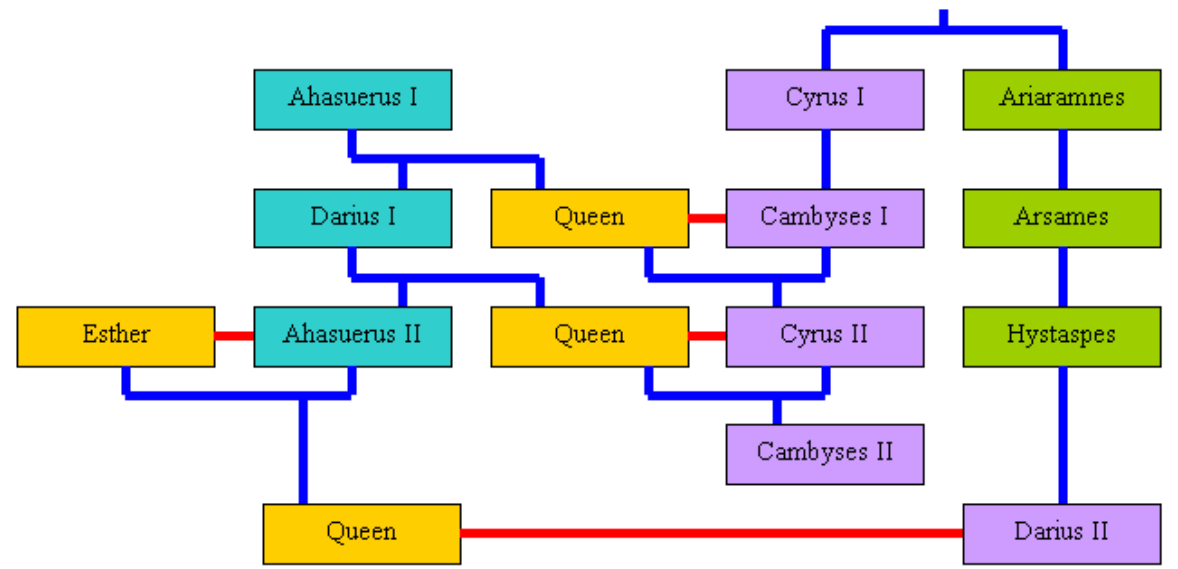 Ahasuerus I
Cyrus I
Ariaramnes
Darius I
Queen
Cambyses I
Arsames
Esther
Ahasuerus II
Queen
Cyrus II
Hystaspes
Cambyses II
Queen
Darius II